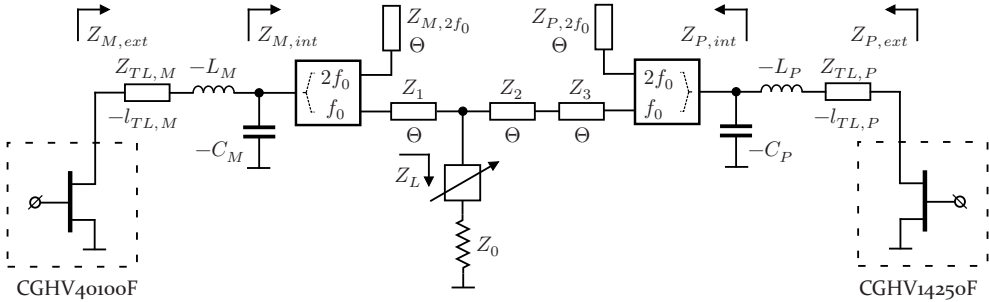 Z_{M,ext}
Z_{M,int}
Z_{M,2f_0}
Θ
Z_{P,2f_0}
Θ
Z_{P,int}
Z_{P,ext}
Z_{TL,M}
−l_{TL,M}
−L_M
−C_M
2f_0
f_0
Z_1
Θ
Z_2
Θ
Z_3
Θ
2f_0
f_0
−L_P
−C_P
Z_{TL,P}
−l_{TL,P}
Z_L
Z_0
CGHV40100F
CGHV14250F